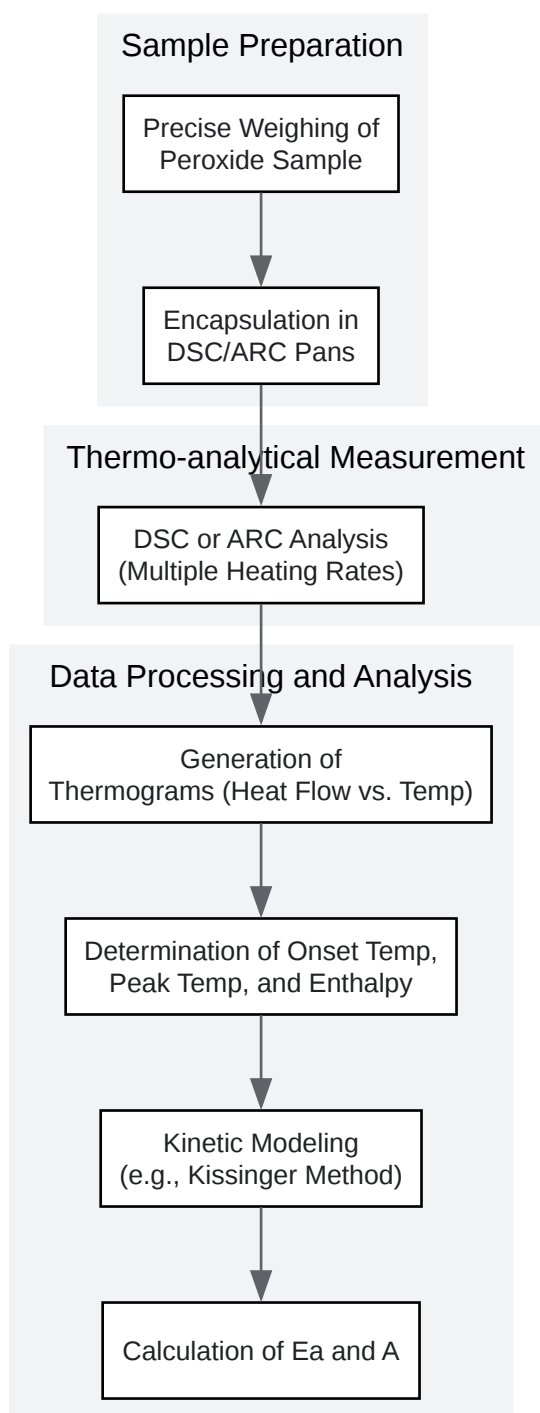 Sample Preparation
Precise Weighing of
Peroxide Sample
Encapsulation in
DSC/ARC Pans
Thermo-analytical Measurement
DSC or ARC Analysis
(Multiple Heating Rates)
Data Processing and Analysis
Generation of
Thermograms (Heat Flow vs. Temp)
Determination of Onset Temp,
Peak Temp, and Enthalpy
Kinetic Modeling
(e.g., Kissinger Method)
Calculation of Ea and A